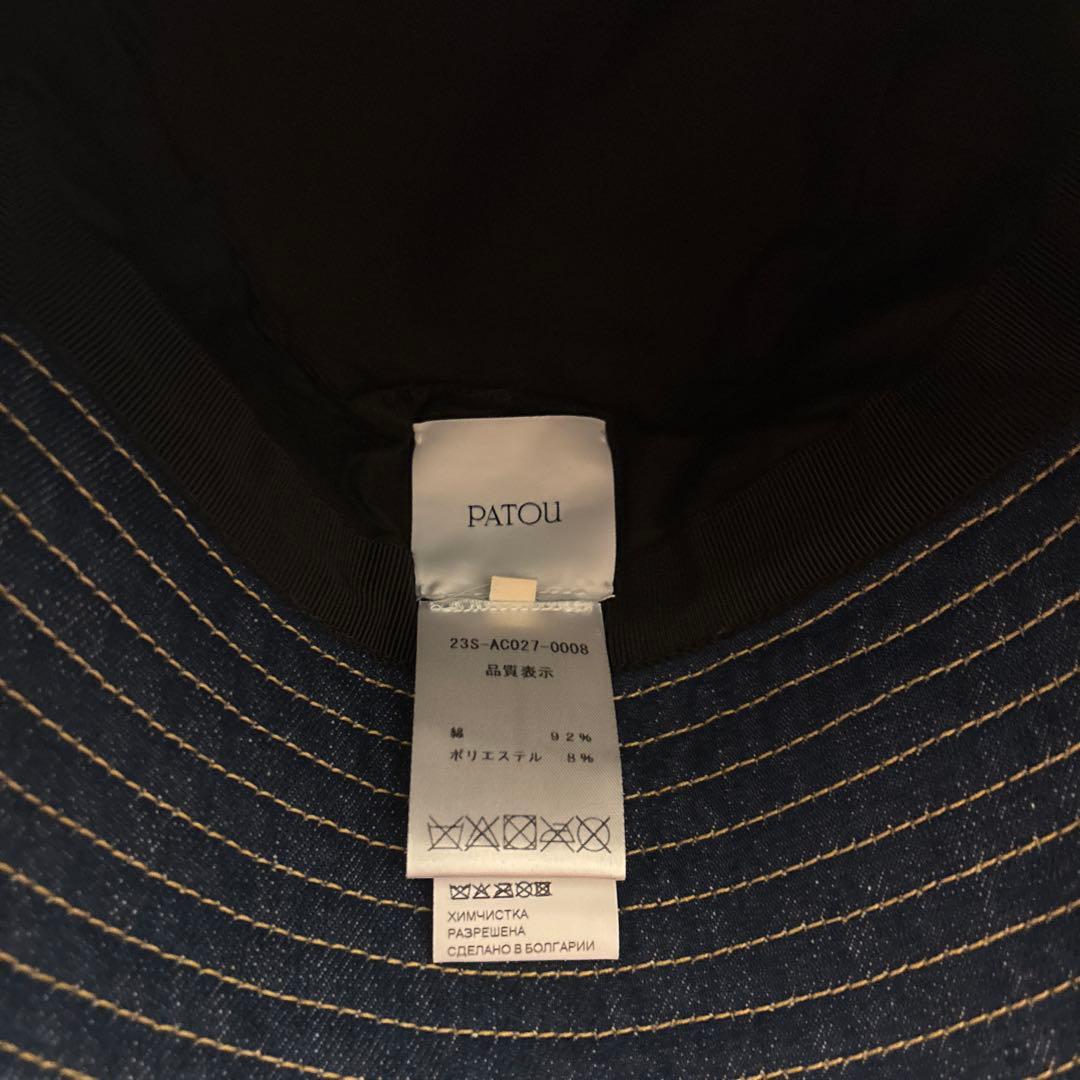 PATOU
23S-AC027-0008
品質表示
綿 92%
ポリエステル 8%
ХИМЧИСТКА
РАЗРЕШЕНА
СДЕЛАНО В БОЛГАРИИ